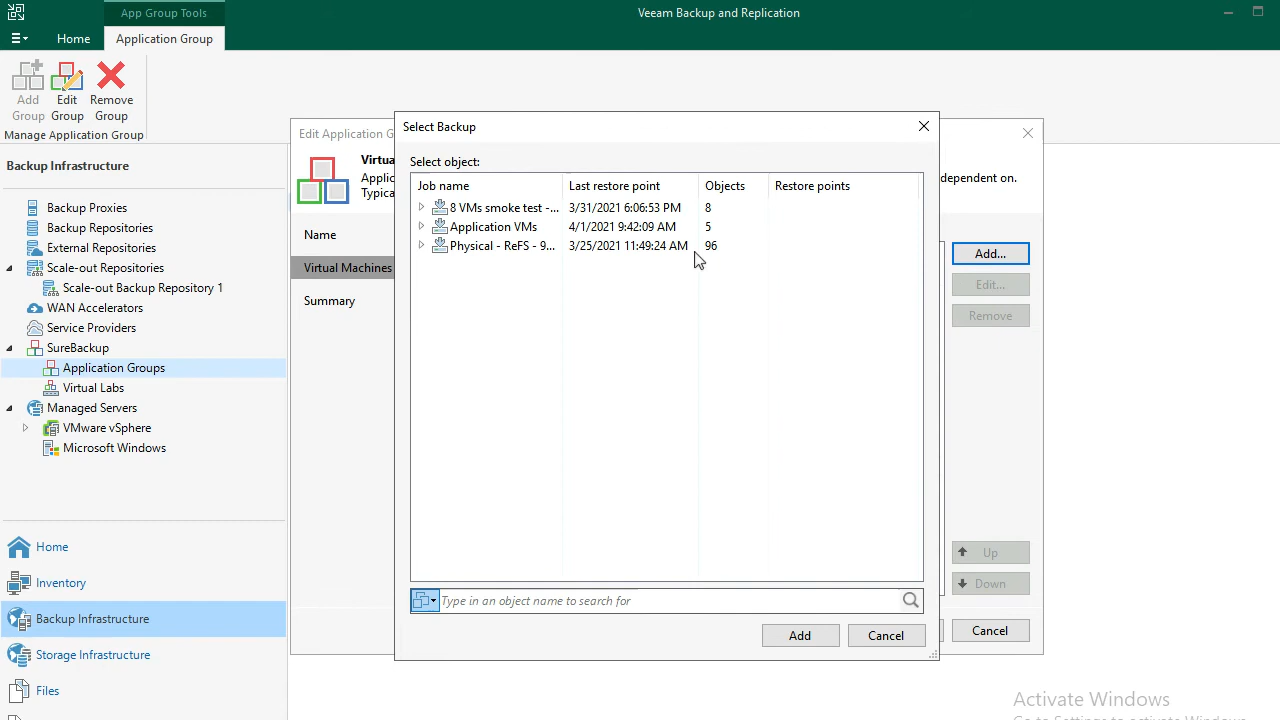 App Group Tools
Veeam Backup and Replication
Home
Application Group
Add Group
Edit Group
Remove Group
Manage Application Group
Backup Infrastructure
Backup Proxies
Backup Repositories
External Repositories
Scale-out Repositories
Scale-out Backup Repository 1
WAN Accelerators
Service Providers
SureBackup
Application Groups
Virtual Labs
Managed Servers
VMware vSphere
Microsoft Windows
Home
Inventory
Backup Infrastructure
Storage Infrastructure
Files
Edit Application G
Virtua
Applic
Typica
dependent on.
Name
Virtual Machines
Summary
Add...
Edit...
Remove
Up
Down
Cancel
Select Backup
Select object:
Job name Last restore point Objects Restore points
8 VMs smoke test -... 3/31/2021 6:06:53 PM 8
Application VMs 4/1/2021 9:42:09 AM 5
Physical - ReFS - 9... 3/25/2021 11:49:24 AM 96
Type in an object name to search for
Add
Cancel
Activate Windows